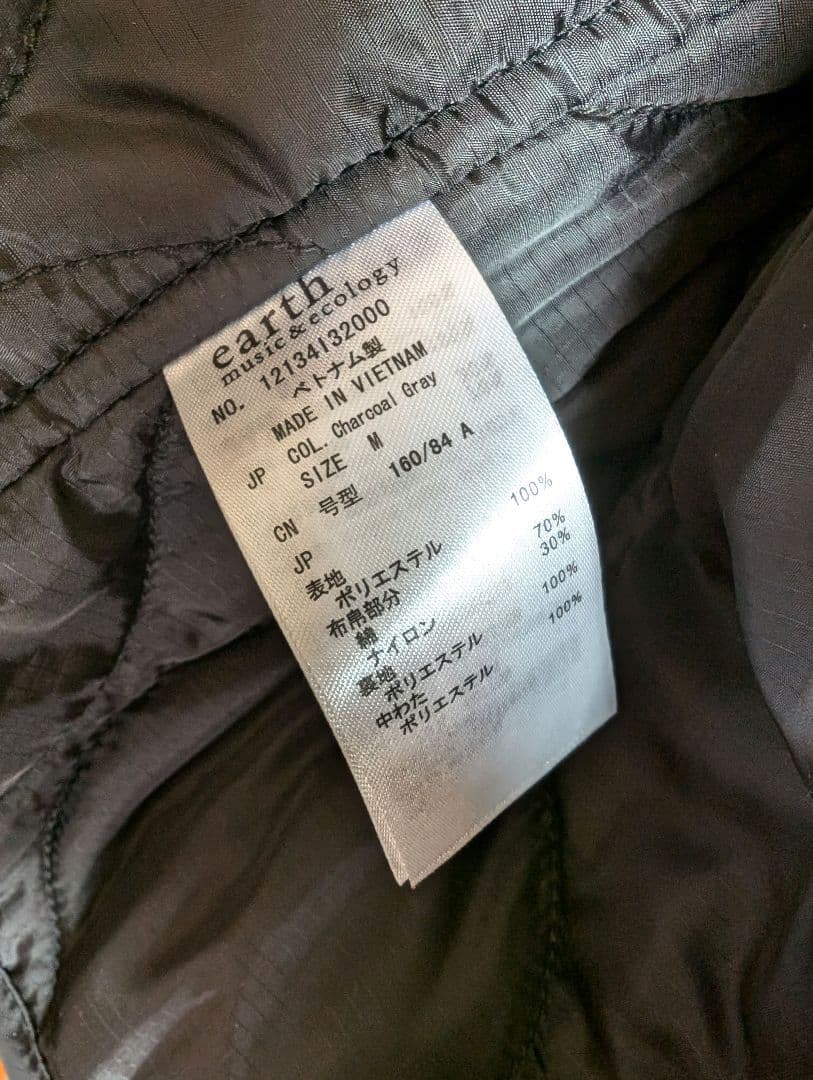 earth
music&ecology
NO. 12134132000
ベトナム製
MADE IN VIETNAM
JP COL. Charcoal Gray
SIZE M
CN 号型 160/84 A
JP
表地
ポリエステル 100%
布帛部分
綿 70%
ナイロン 30%
裏地
ポリエステル 100%
中わた
ポリエステル 100%